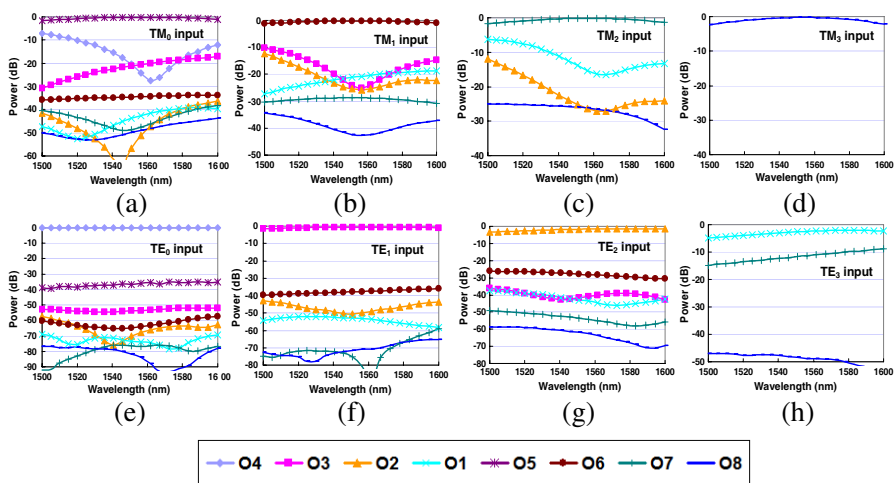 TM0 input
Power (dB)
0
-10
-20
-30
-40
-50
-60
1500 1520 1540 1560 1580 1600
Wavelength (nm)
(a)
TM1 input
Power (dB)
0
-10
-20
-30
-40
-50
1500 1520 1540 1560 1580 1600
Wavelength (nm)
(b)
TM2 input
Power (dB)
0
-10
-20
-30
-40
1500 1520 1540 1560 1580 1600
Wavelength (nm)
(c)
TM3 input
Power (dB)
0
-10
-20
-30
-40
1500 1520 1540 1560 1580 1600
Wavelength (nm)
(d)
TE0 input
Power (dB)
0
-10
-20
-30
-40
-50
-60
-70
-80
-90
1500 1520 1540 1560 1580 1600
Wavelength (nm)
(e)
TE1 input
Power (dB)
0
-10
-20
-30
-40
-50
-60
-70
-80
1500 1520 1540 1560 1580 1600
Wavelength (nm)
(f)
TE2 input
Power (dB)
0
-10
-20
-30
-40
-50
-60
-70
-80
1500 1520 1540 1560 1580 1600
Wavelength (nm)
(g)
TE3 input
Power (dB)
0
-10
-20
-30
-40
-50
1500 1520 1540 1560 1580 1600
Wavelength (nm)
(h)
O4 O3 O2 O1 O5 O6 O7 O8